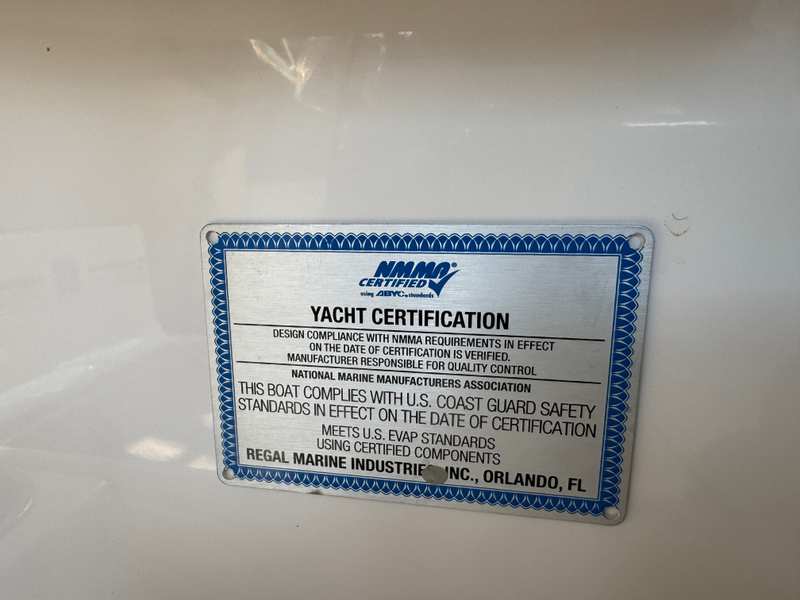 NMMA®
CERTIFIED
using ABYC® standards
YACHT CERTIFICATION
DESIGN COMPLIANCE WITH NMMA REQUIREMENTS IN EFFECT
ON THE DATE OF CERTIFICATION IS VERIFIED.
MANUFACTURER RESPONSIBLE FOR QUALITY CONTROL
NATIONAL MARINE MANUFACTURERS ASSOCIATION
THIS BOAT COMPLIES WITH U.S. COAST GUARD SAFETY
STANDARDS IN EFFECT ON THE DATE OF CERTIFICATION
MEETS U.S. EVAP STANDARDS
USING CERTIFIED COMPONENTS
REGAL MARINE INDUSTRIES INC., ORLANDO, FL